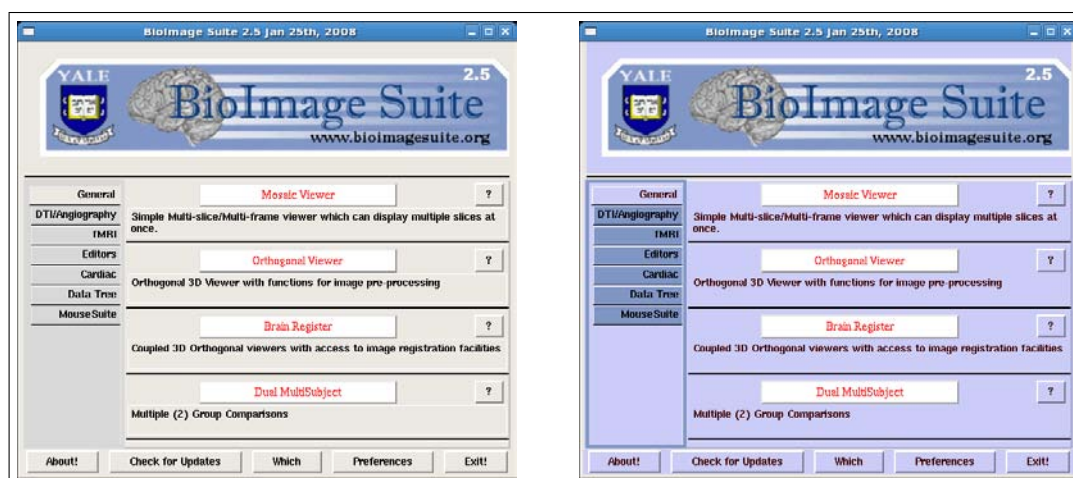 BioImage Suite 2.5 Jan 25th, 2008
YALE
2.5
BioImage Suite
www.bioimagesuite.org
General
DTI/Angiography
fMRI
Editors
Cardiac
Data Tree
MouseSuite
Mosaic Viewer
?
Simple Multi-slice/Multi-frame viewer which can display multiple slices at
once.
Orthogonal Viewer
?
Orthogonal 3D Viewer with functions for image pre-processing
Brain Register
?
Coupled 3D Orthogonal viewers with access to image registration facilities
Dual MultiSubject
?
Multiple (2) Group Comparisons
About!
Check for Updates
Which
Preferences
Exit!
BioImage Suite 2.5 Jan 25th, 2008
YALE
2.5
BioImage Suite
www.bioimagesuite.org
General
DTI/Angiography
fMRI
Editors
Cardiac
Data Tree
MouseSuite
Mosaic Viewer
?
Simple Multi-slice/Multi-frame viewer which can display multiple slices at
once.
Orthogonal Viewer
?
Orthogonal 3D Viewer with functions for image pre-processing
Brain Register
?
Coupled 3D Orthogonal viewers with access to image registration facilities
Dual MultiSubject
?
Multiple (2) Group Comparisons
About!
Check for Updates
Which
Preferences
Exit!